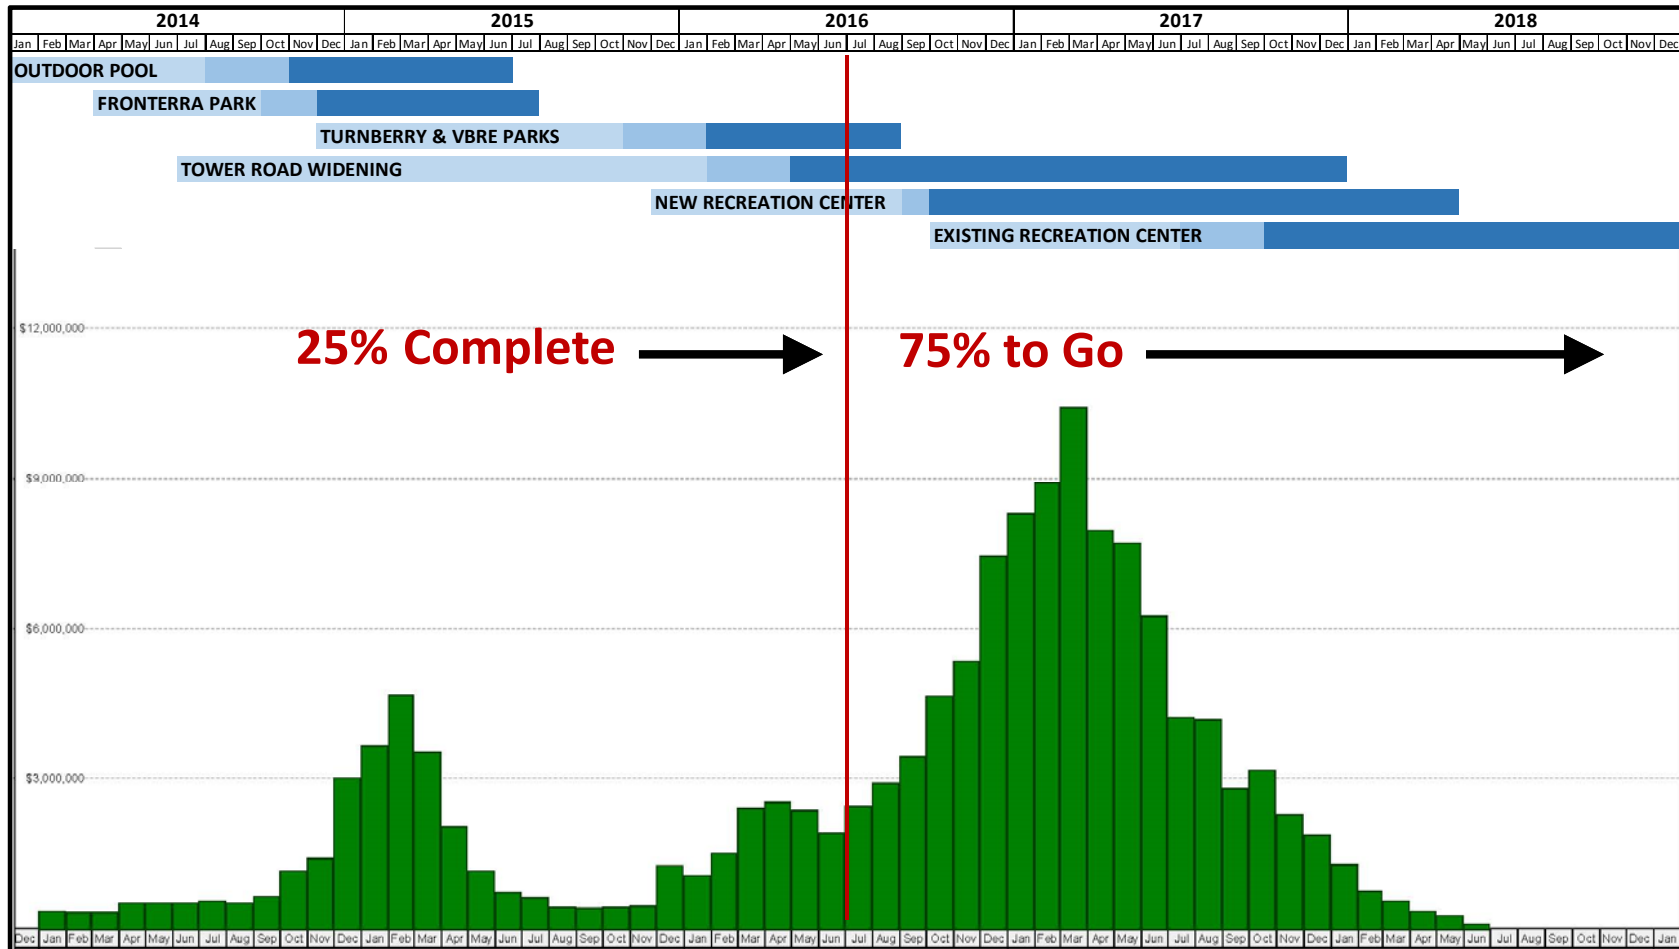 2014 2015 2016 2017 2018
Jan Feb Mar Apr May Jun Jul Aug Sep Oct Nov Dec Jan Feb Mar Apr May Jun Jul Aug Sep Oct Nov Dec Jan Feb Mar Apr May Jun Jul Aug Sep Oct Nov Dec Jan Feb Mar Apr May Jun Jul Aug Sep Oct Nov Dec Jan Feb Mar Apr May Jun Jul Aug Sep Oct Nov Dec
OUTDOOR POOL
FRONTERRA PARK
TURNBERRY & VBRE PARKS
TOWER ROAD WIDENING
NEW RECREATION CENTER
EXISTING RECREATION CENTER
$12,000,000
25% Complete 75% to Go
$9,000,000
$6,000,000
$3,000,000
Dec Jan Feb Mar Apr May Jun Jul Aug Sep Oct Nov Dec Jan Feb Mar Apr May Jun Jul Aug Sep Oct Nov Dec Jan Feb Mar Apr May Jun Jul Aug Sep Oct Nov Dec Jan Feb Mar Apr May Jun Jul Aug Sep Oct Nov Dec Jan Feb Mar Apr May Jun Jul Aug Sep Oct Nov Dec Jan